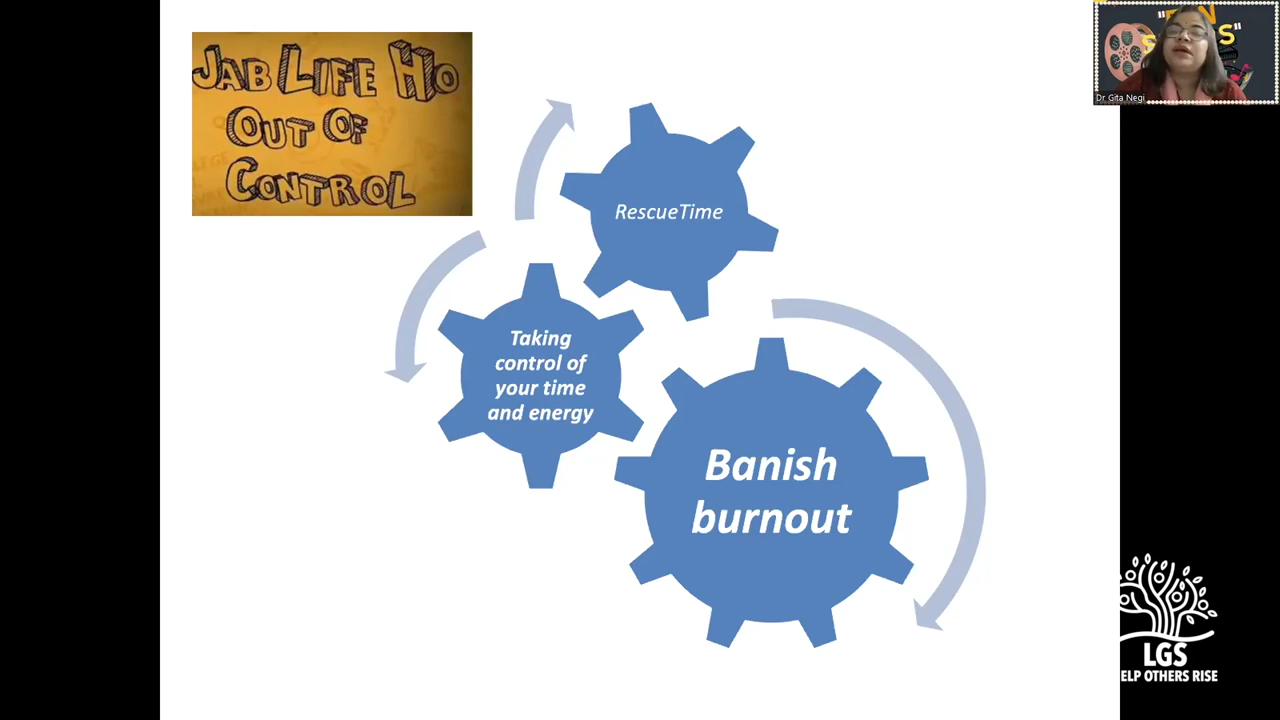 JAB LIFE HO
OUT OF
CONTROL
RescueTime
Taking
control of
your time
and energy
Banish
burnout
Dr Gita Negi
LGS
ELP OTHERS RISE